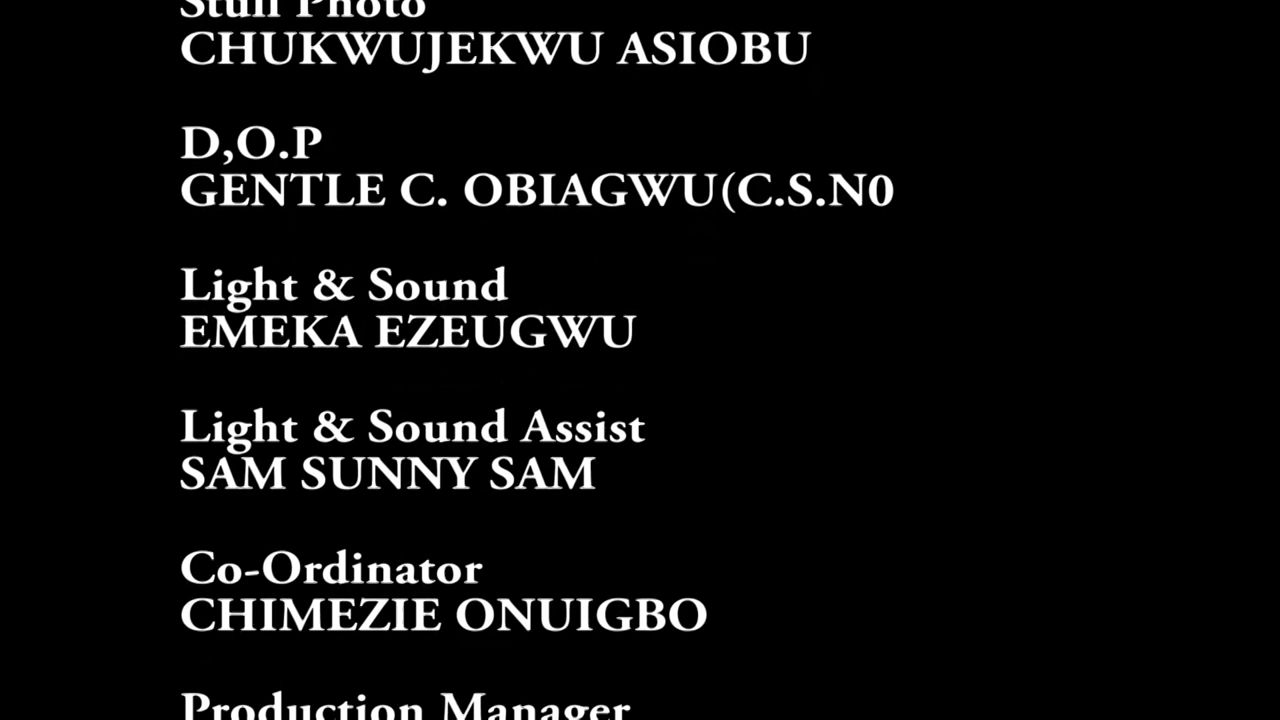 Stull Photo
CHUKWUJEKWU ASIOBU
D,O.P
GENTLE C. OBIAGWU(C.S.N0
Light & Sound
EMEKA EZEUGWU
Light & Sound Assist
SAM SUNNY SAM
Co-Ordinator
CHIMEZIE ONUIGBO
Production Manager